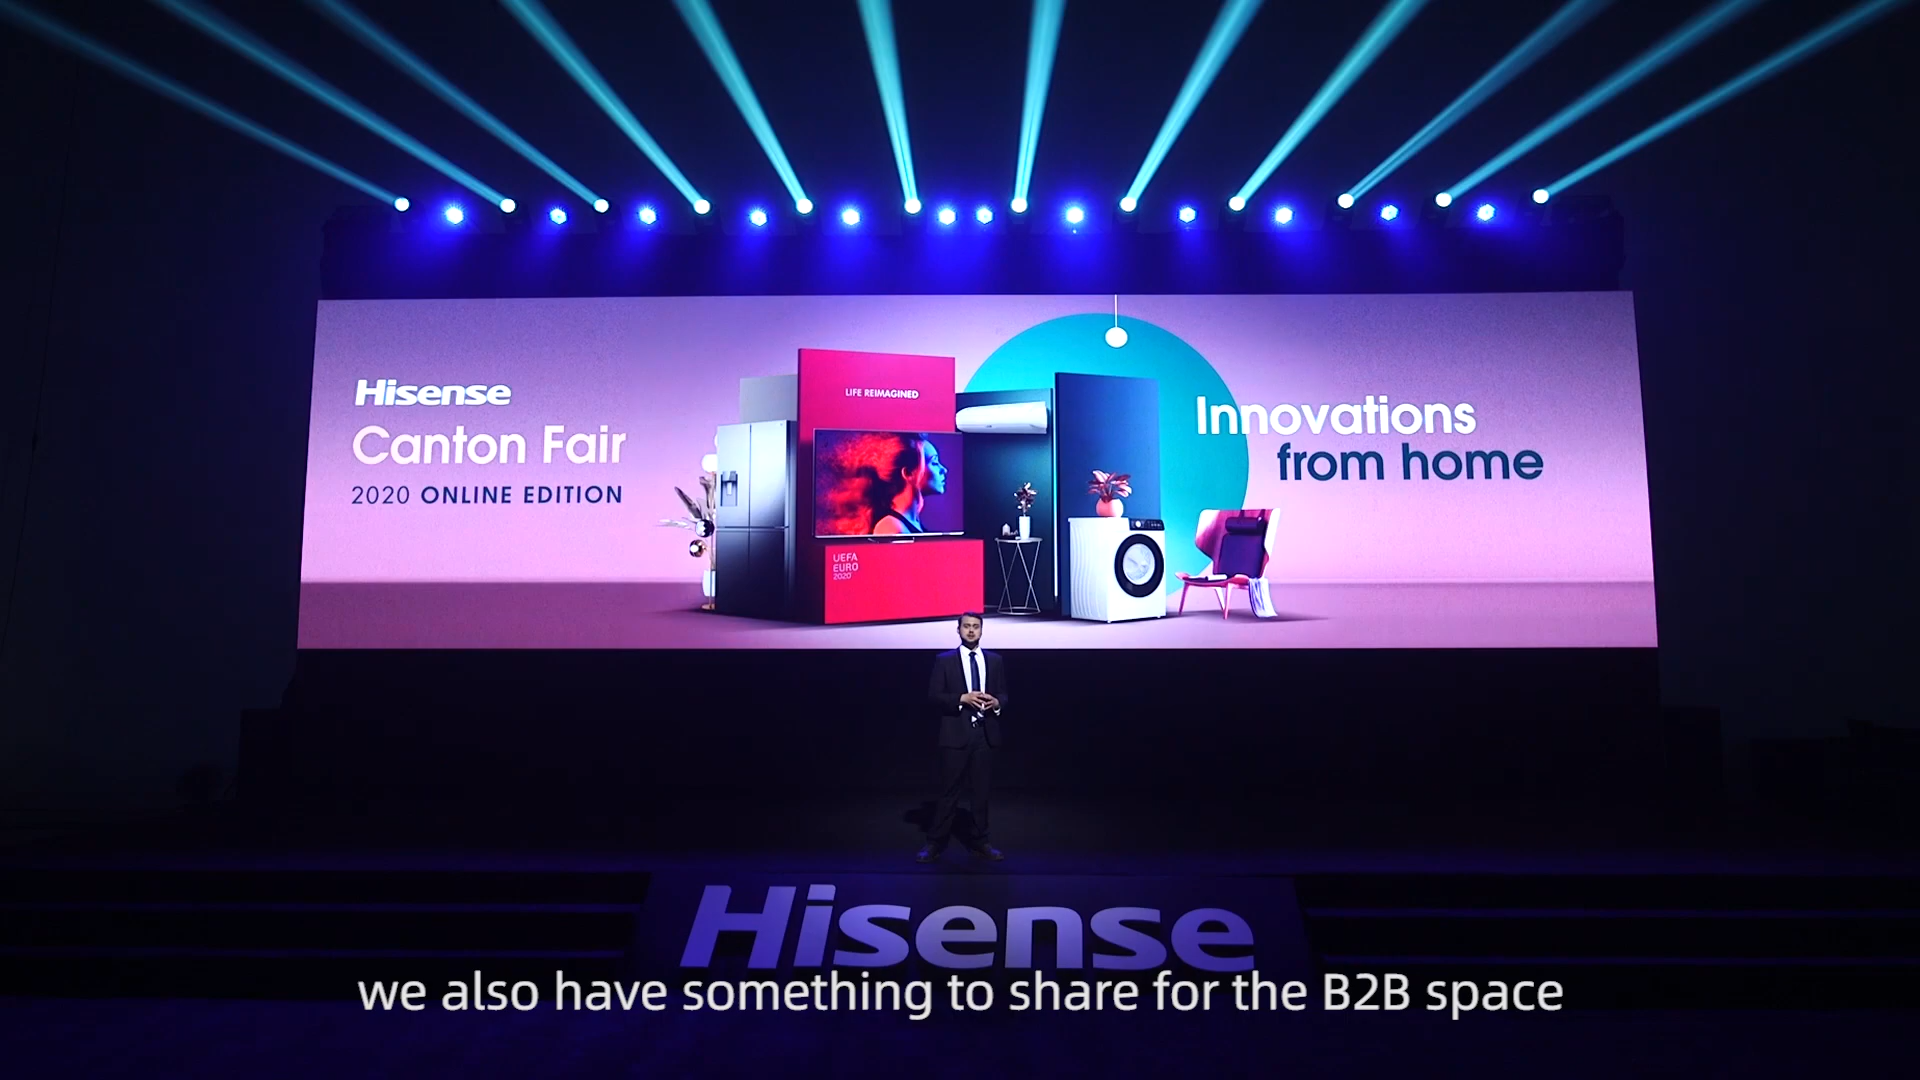 Hisense
Canton Fair
2020 ONLINE EDITION
LIFE REIMAGINED
UEFA
EURO
2020
Innovations
from home
Hisense
we also have something to share for the B2B space